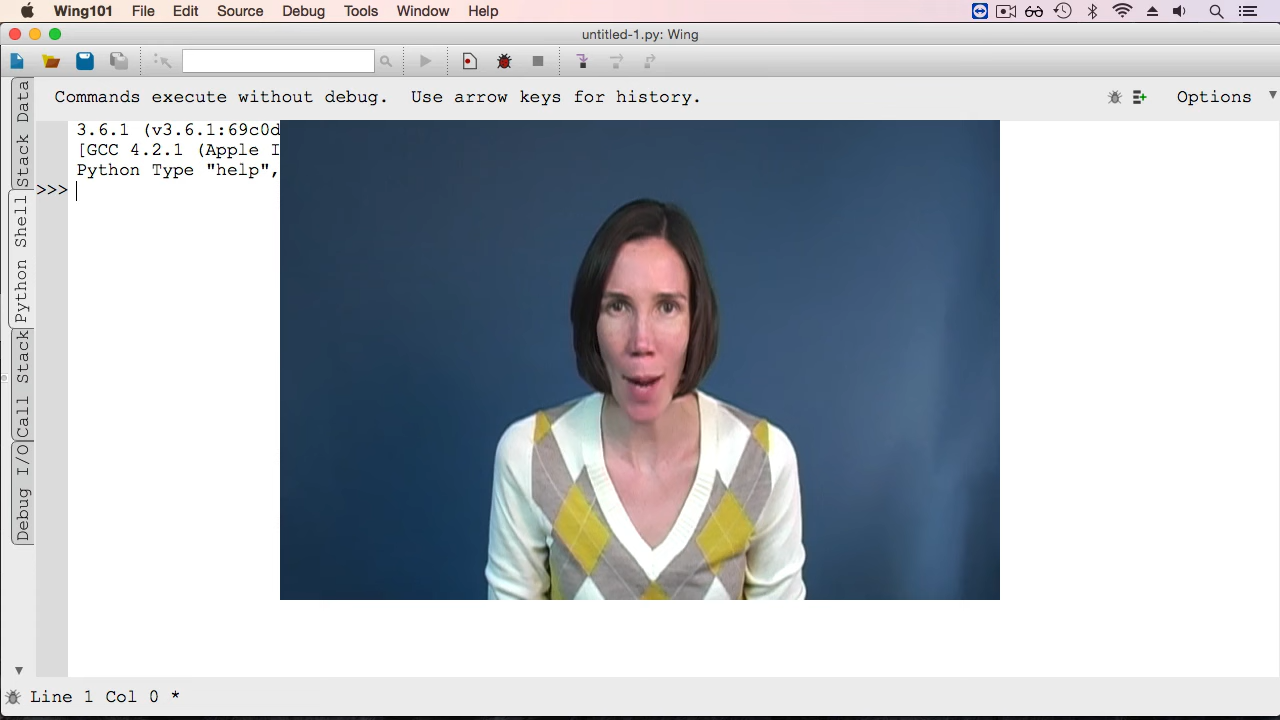 Wing101 File Edit Source Debug Tools Window Help
untitled-1.py: Wing
Commands execute without debug. Use arrow keys for history.
Options
3.6.1 (v3.6.1:69c0d
[GCC 4.2.1 (Apple I
Python Type "help",
>>>
Stack Data
Python Shell
Call Stack
Debug I/O
Line 1 Col 0 *